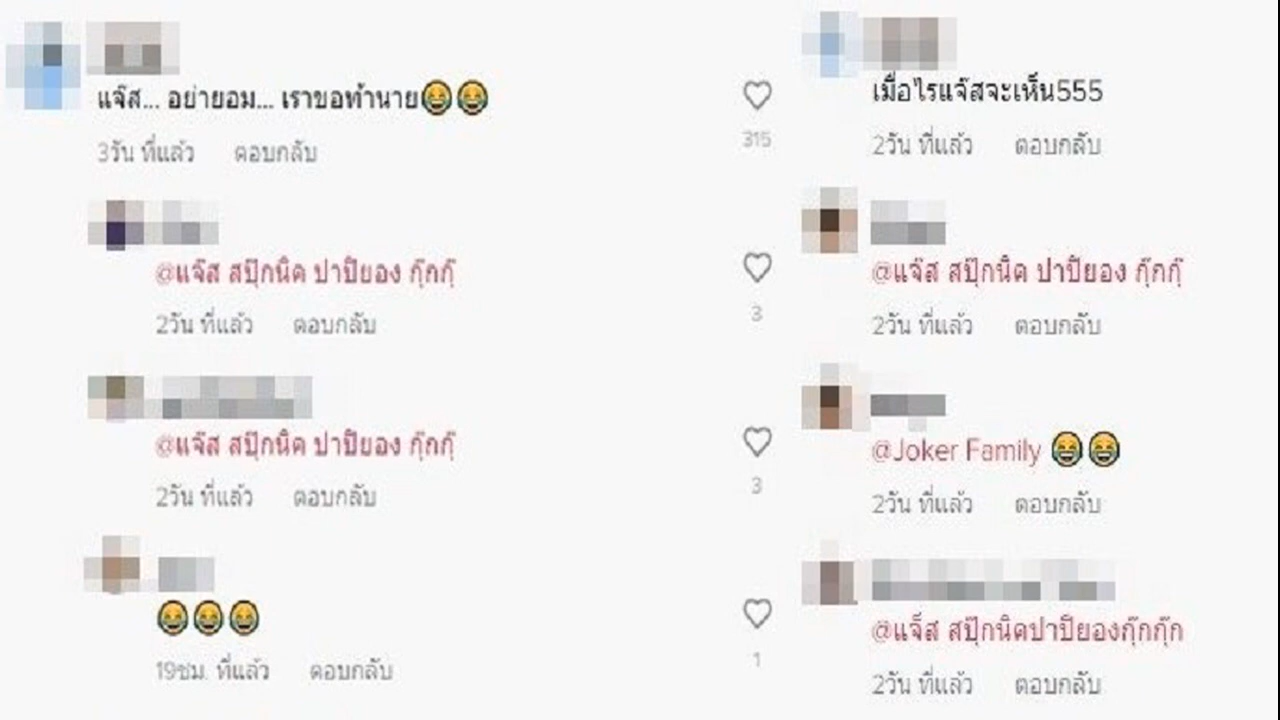 แจ๊ส... อย่ายอม... เราขอทำนาย😂😂
3วัน ที่แล้ว ตอบกลับ
315
@แจ๊ส สปุ๊กนิค ปาปิยอง กุ๊กกุ๊
2วัน ที่แล้ว ตอบกลับ
3
@แจ๊ส สปุ๊กนิค ปาปิยอง กุ๊กกุ๊
2วัน ที่แล้ว ตอบกลับ
3
😂😂😂
19ชม. ที่แล้ว ตอบกลับ
1
เมื่อไรแจ๊สจะเห็น555
2วัน ที่แล้ว ตอบกลับ
@แจ๊ส สปุ๊กนิค ปาปิยอง กุ๊กกุ๊
2วัน ที่แล้ว ตอบกลับ
@Joker Family 😂😂
2วัน ที่แล้ว ตอบกลับ
@แจ๊ส สปุ๊กนิคปาปิยองกุ๊กกุ๊ก
2วัน ที่แล้ว ตอบกลับ